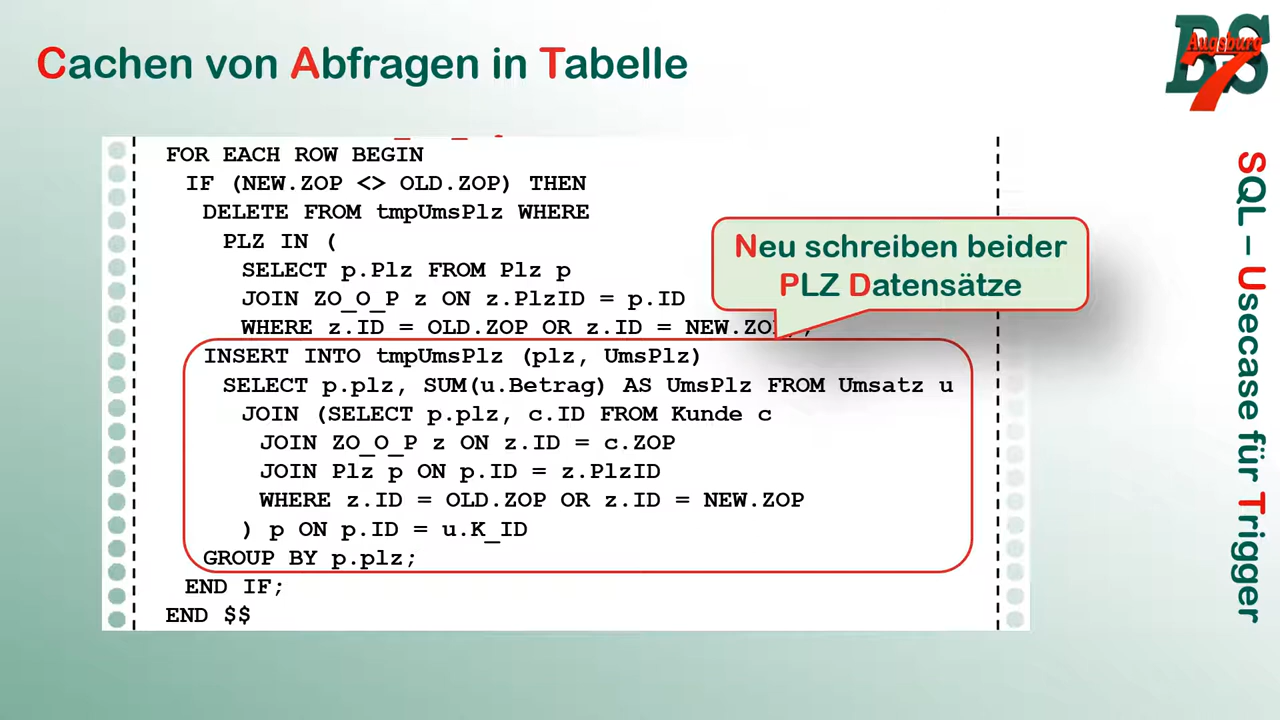 Cachen von Abfragen in Tabelle
BS
Augsburg
7
FOR EACH ROW BEGIN
IF (NEW.ZOP <> OLD.ZOP) THEN
DELETE FROM tmpUmsPlz WHERE
PLZ IN (
SELECT p.Plz FROM Plz p
JOIN ZO_O_P z ON z.PlzID = p.ID
WHERE z.ID = OLD.ZOP OR z.ID = NEW.ZO
Neu schreiben beider
PLZ Datensätze
INSERT INTO tmpUmsPlz (plz, UmsPlz)
SELECT p.plz, SUM(u.Betrag) AS UmsPlz FROM Umsatz u
JOIN (SELECT p.plz, c.ID FROM Kunde c
JOIN ZO_O_P z ON z.ID = c.ZOP
JOIN Plz p ON p.ID = z.PlzID
WHERE z.ID = OLD.ZOP OR z.ID = NEW.ZOP
) p ON p.ID = u.K_ID
GROUP BY p.plz;
END IF;
END $$
SQL – Usecase für Trigger